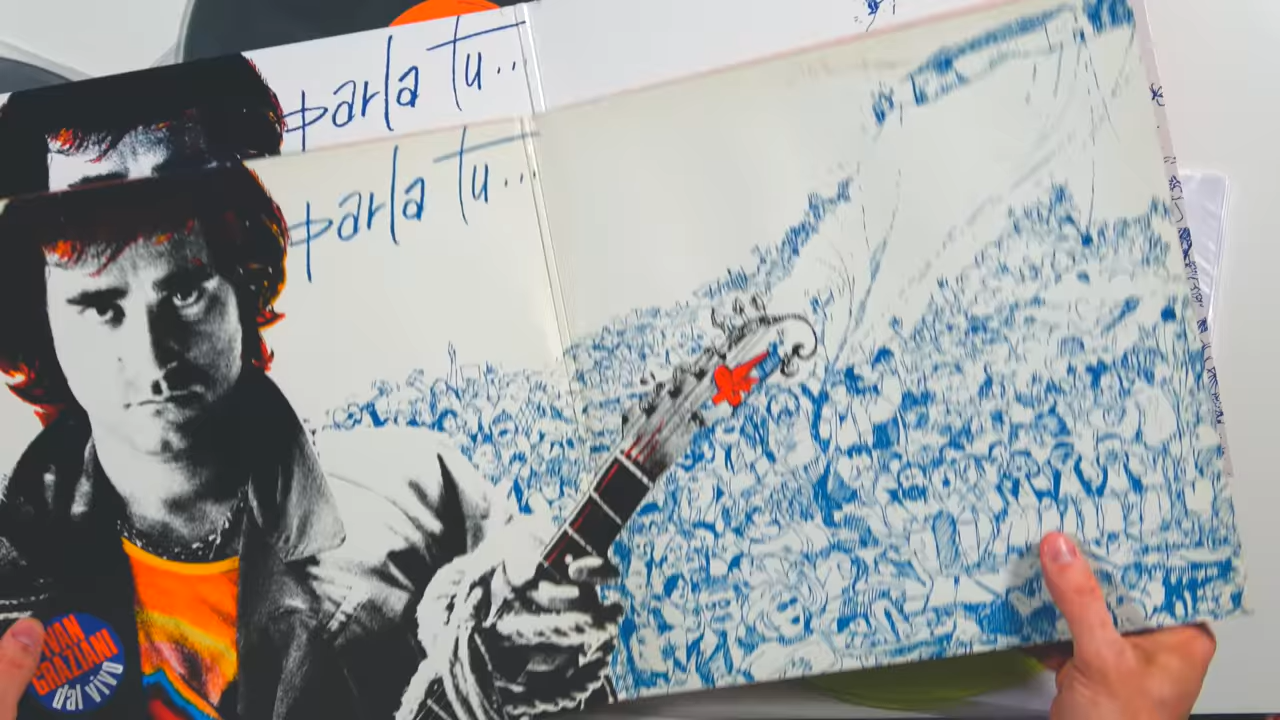 parla tu..
parla tu...
IVAN
GRAZIANI
dal vivo